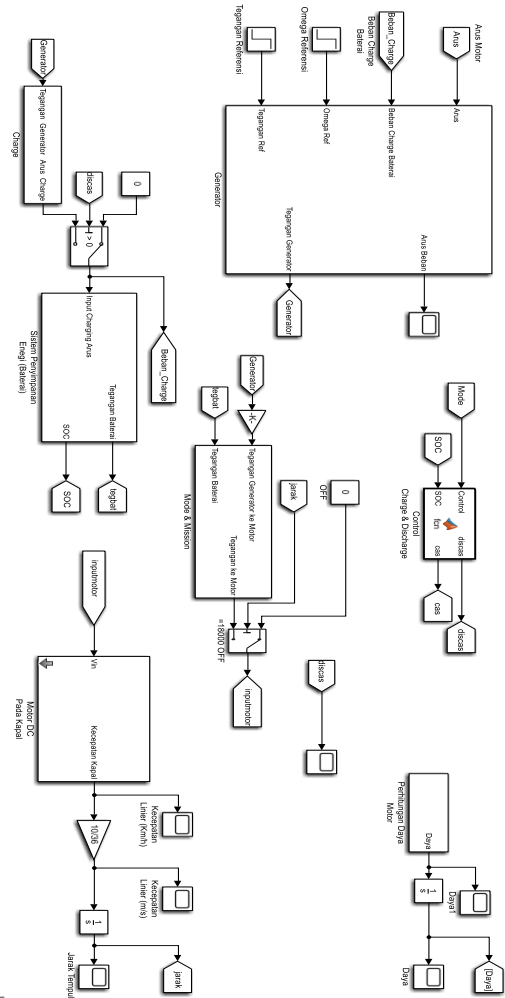 Arus Motor
Arus
Beban_Charge
Beban Charge
Baterai
Omega Referensi
Tegangan Referensi
Arus
Beban Charge Baterai
Omega Ref
Tegangan Ref
Arus Beban
Tegangan Generator
Generator
Generator
Mode
SOC
Control
SOC
fcn
discas
cas
Control
Charge & Discharge
discas
cas
Daya
Perhitungan Daya
Motor
Daya1
1
s
[Daya]
Daya
discas
0
OFF
jarak
Generator
-K-
tegbat
Tegangan Generator ke Motor
Tegangan Baterai
Tegangan ke Motor
Mode & Mission
=18000 OFF
inputmotor
0
discas
Generator
Tegangan Generator
Arus Charge
Charge
> 0
Beban_Charge
Input Charging Arus
Tegangan Baterai
SOC
Sistem Penyimpanan
Enegi (Baterai)
tegbat
SOC
inputmotor
Vin
Kecepatan Kapal
Motor DC
Pada Kapal
Kecepatan
Linier (Km/h)
10/36
Kecepatan
Linier (m/s)
1
s
jarak
Jarak Tempu